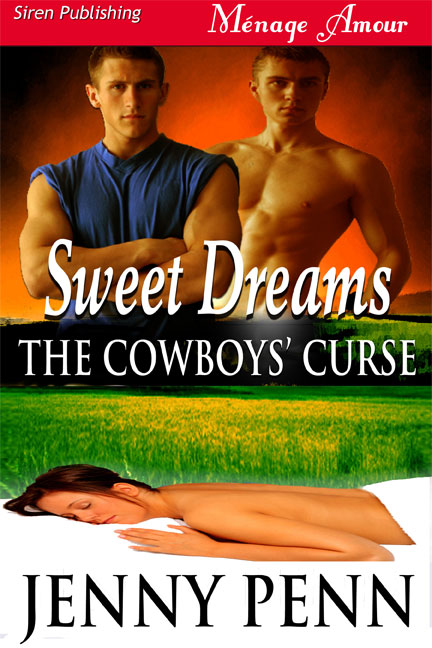 Siren Publishing
Ménage Amour
Sweet Dreams
THE COWBOYS' CURSE
JENNY PENN